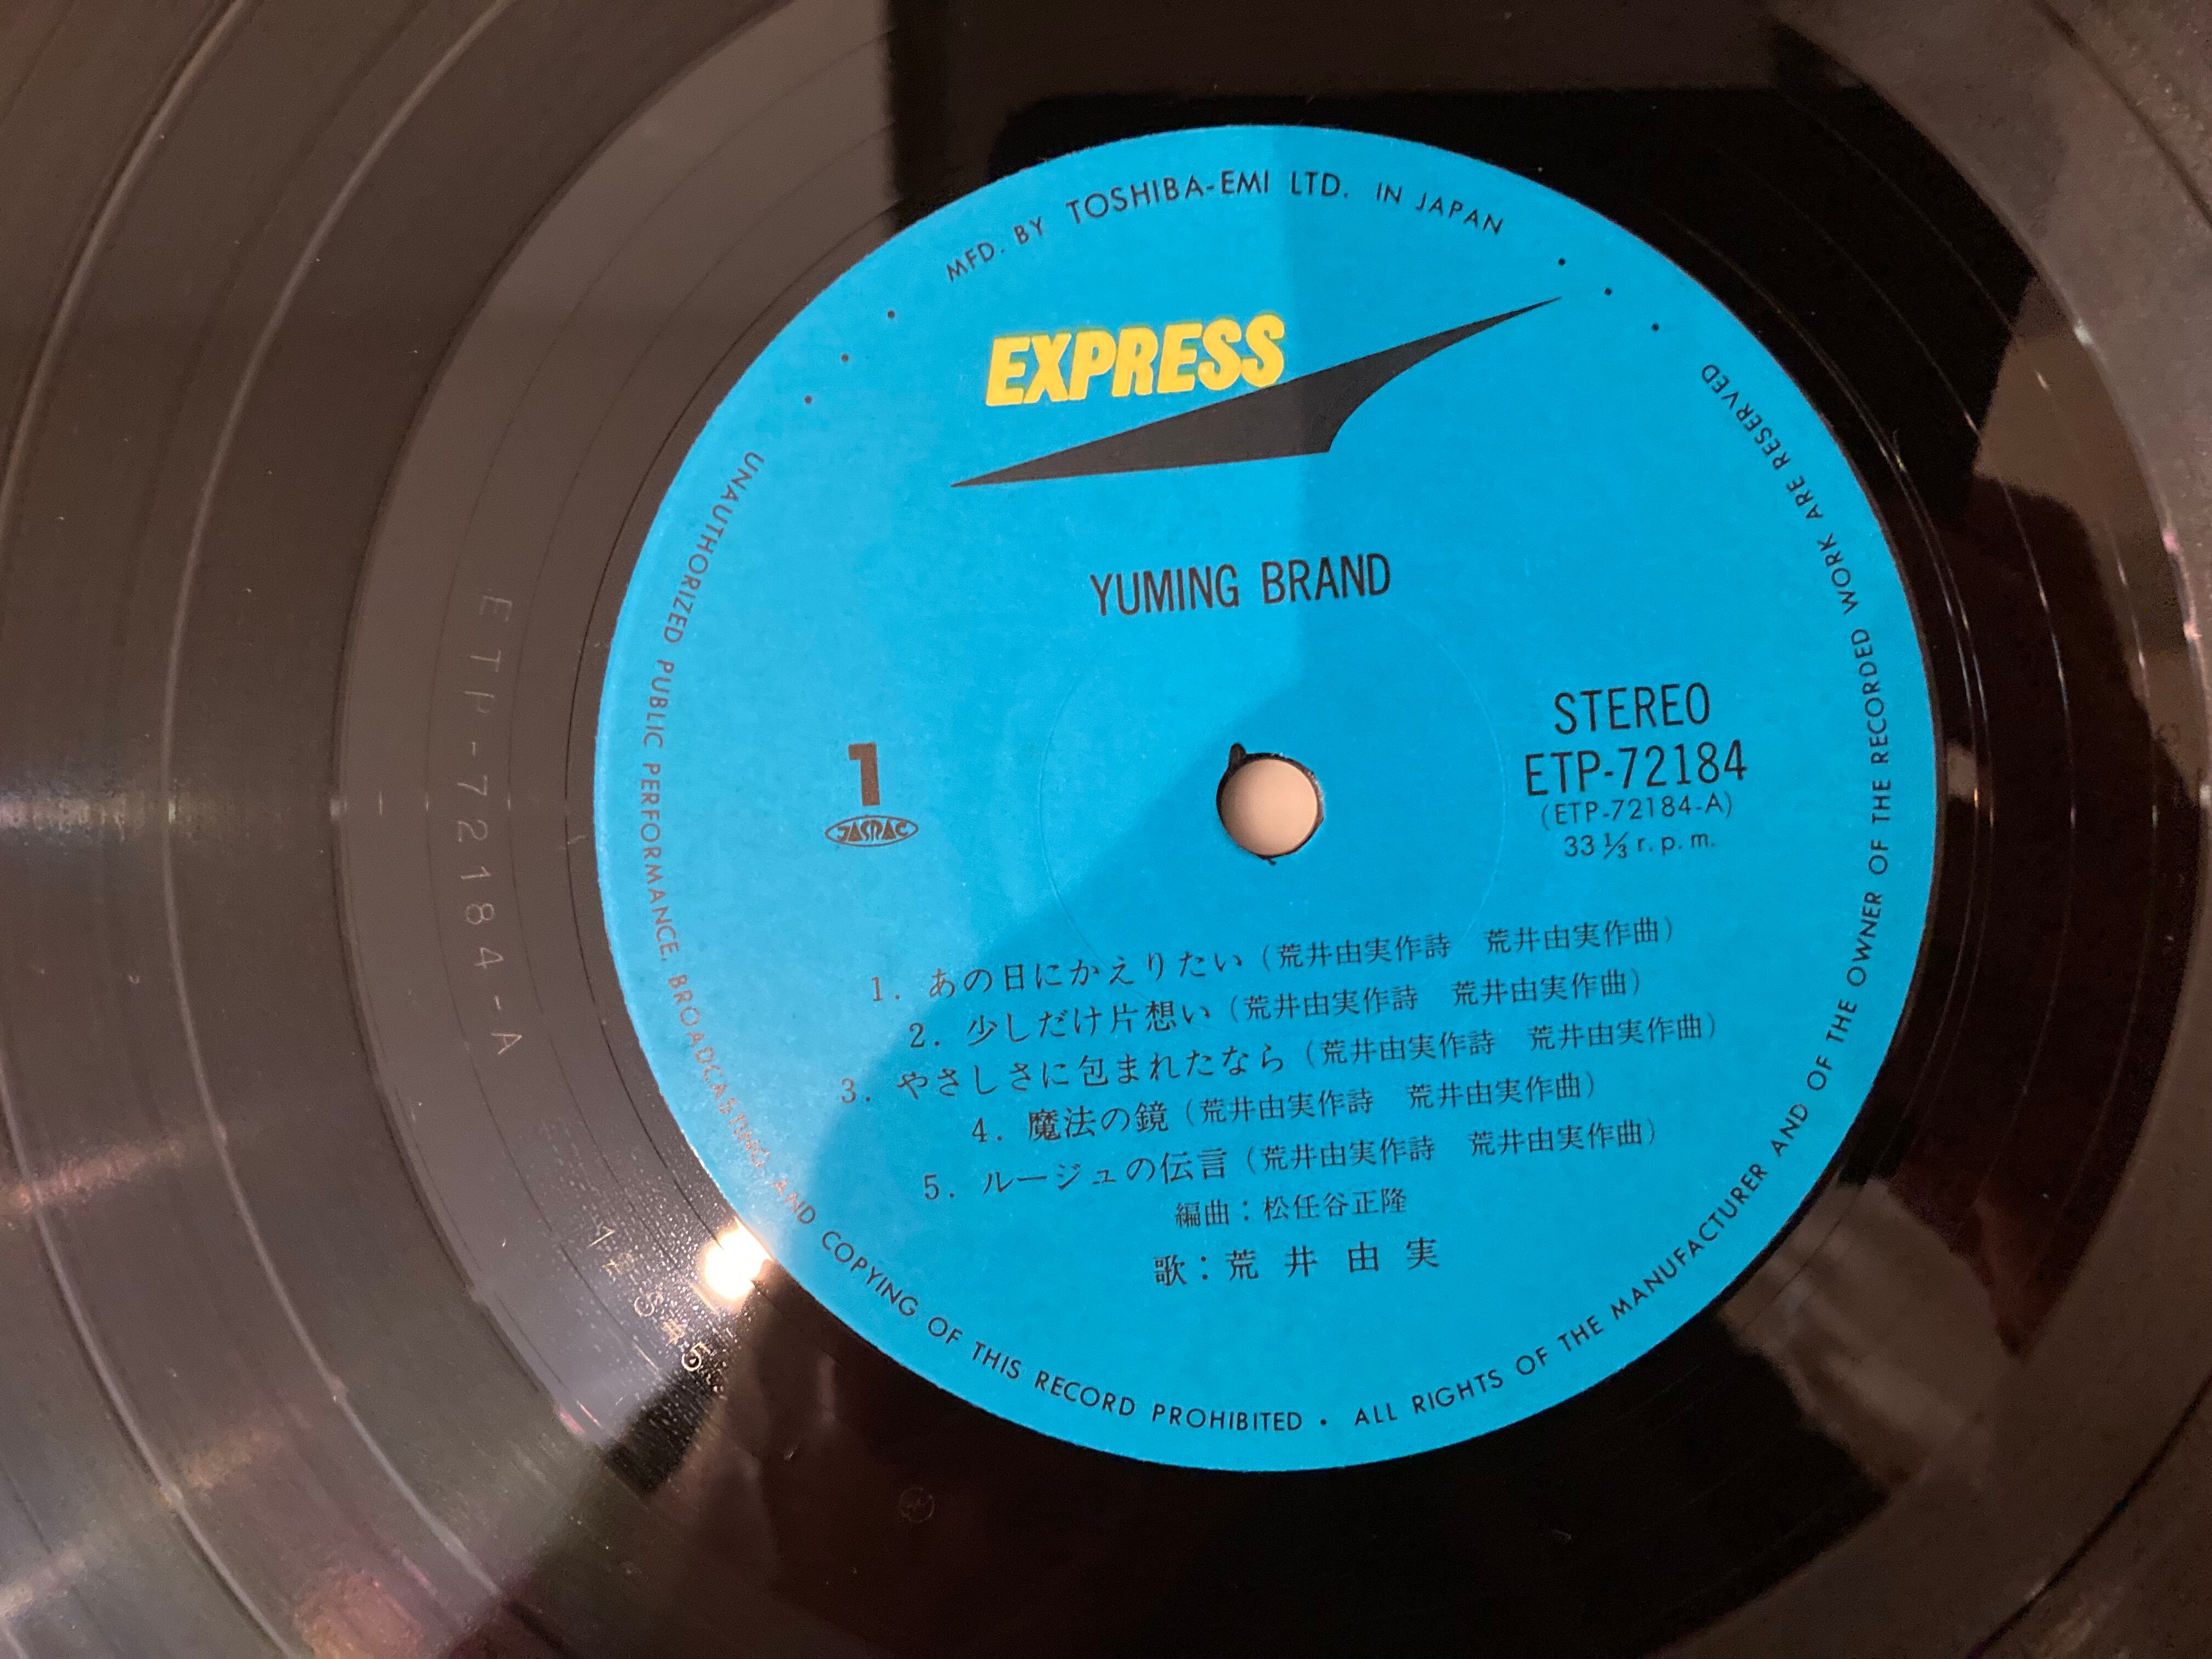 MFD. BY TOSHIBA-EMI LTD. IN JAPAN
EXPRESS
YUMING BRAND
1
JASRAC
STEREO
ETP-72184
(ETP-72184-A)
33 1/3 r.p.m.
1. あの日にかえりたい(荒井由実作詩 荒井由実作曲)
2. 少しだけ片想い(荒井由実作詩 荒井由実作曲)
3. やさしさに包まれたなら(荒井由実作詩 荒井由実作曲)
4. 魔法の鏡(荒井由実作詩 荒井由実作曲)
5. ルージュの伝言(荒井由実作詩 荒井由実作曲)
編曲:松任谷正隆
歌:荒井由実
UNAUTHORIZED PUBLIC PERFORMANCE, BROADCASTING AND COPYING OF THIS RECORD PROHIBITED • ALL RIGHTS OF THE MANUFACTURER AND OF THE OWNER OF THE RECORDED WORK ARE RESERVED
ETP-72184-A